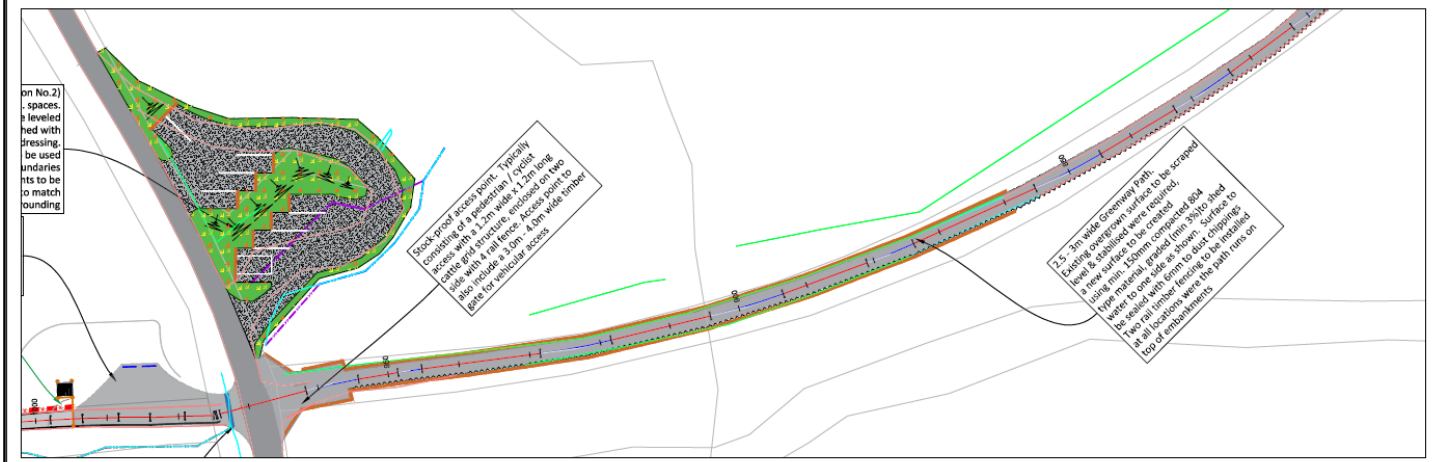 on No.2)
. spaces.
e leveled
hed with
dressing.
be used
undaries
nts to be
to match
rounding
Stock-proof access point. Typically
consisting of a pedestrian / cyclist
access with a 1.2m wide x 1.2m long
cattle grid structure, enclosed on two
side with 4 rail fence. Access point to
also include a 3.0m - 4.0m wide timber
gate for vehicular access
2.5 - 3m wide Greenway Path.
Existing overgrown surface to be scraped
level & stabilised were required,
a new surface to be created
using min. 150mm compacted 804
type material, graded (min 3%)to shed
water to one side as shown. Surface to
be sealed with 6mm to dust chippings
Two rail timber fencing to be installed
at all locations were the path runs on
top of embankments